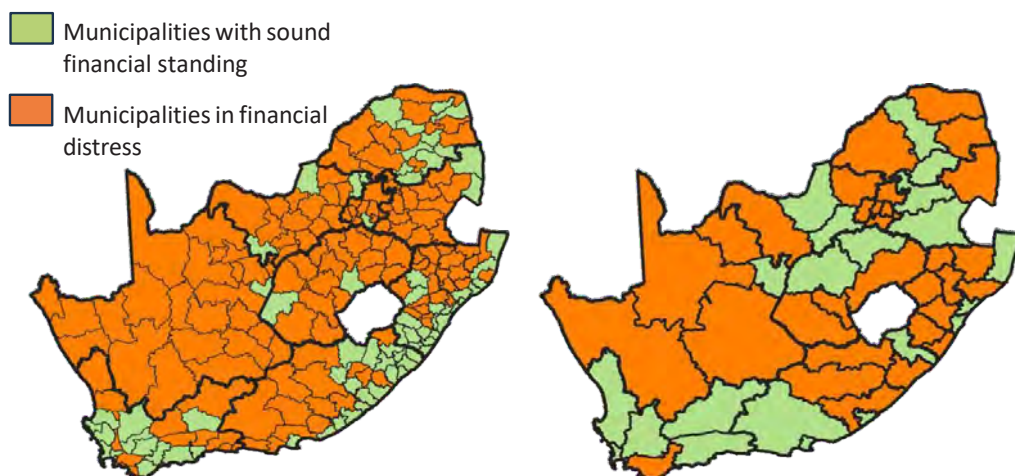 Municipalities with sound
financial standing
Municipalities in financial
distress